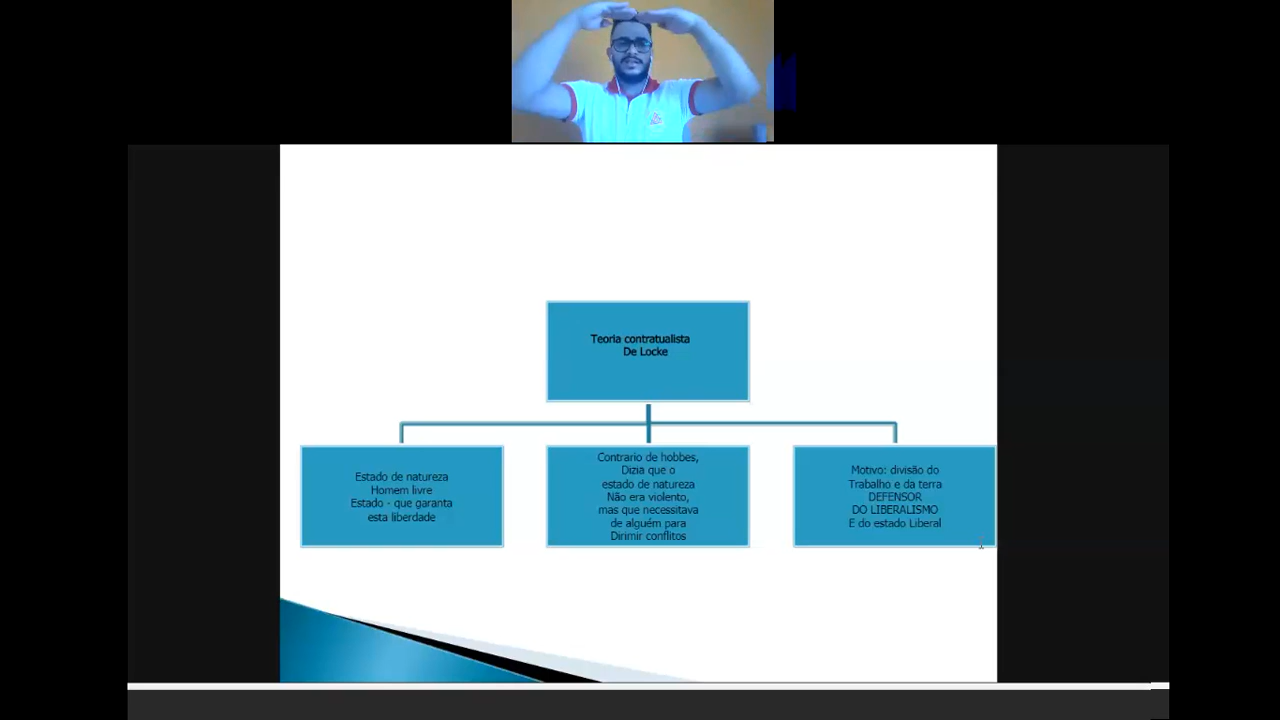 Teoria contratualista
De Locke
Estado de natureza
Homem livre
Estado - que garanta
esta liberdade
Contrario de hobbes,
Dizia que o
estado de natureza
Não era violento,
mas que necessitava
de alguém para
Dirimir conflitos
Motivo: divisão do
Trabalho e da terra
DEFENSOR
DO LIBERALISMO
E do estado Liberal